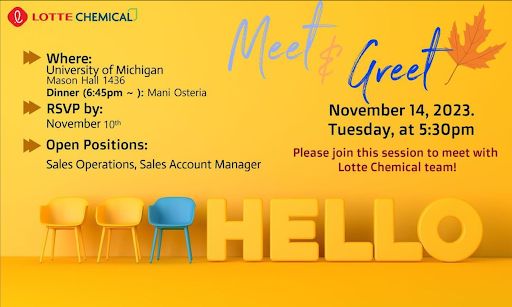 LOTTE CHEMICAL
Meet & Greet
Where:
University of Michigan
Mason Hall 1436
Dinner (6:45pm ~ ): Mani Osteria
RSVP by:
November 10th
Open Positions:
Sales Operations, Sales Account Manager
November 14, 2023.
Tuesday, at 5:30pm
Please join this session to meet with
Lotte Chemical team!
HELLO